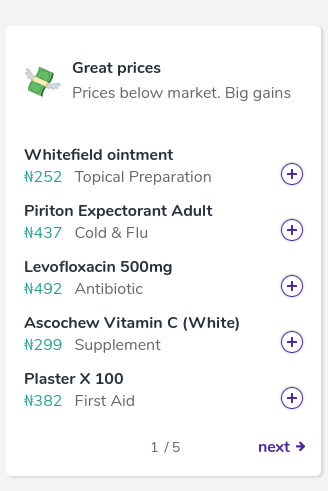 Great prices
Prices below market. Big gains
Whitefield ointment
₦252 Topical Preparation
Piriton Expectorant Adult
₦437 Cold & Flu
Levofloxacin 500mg
₦492 Antibiotic
Ascochew Vitamin C (White)
₦299 Supplement
Plaster X 100
₦382 First Aid
1 / 5 next →